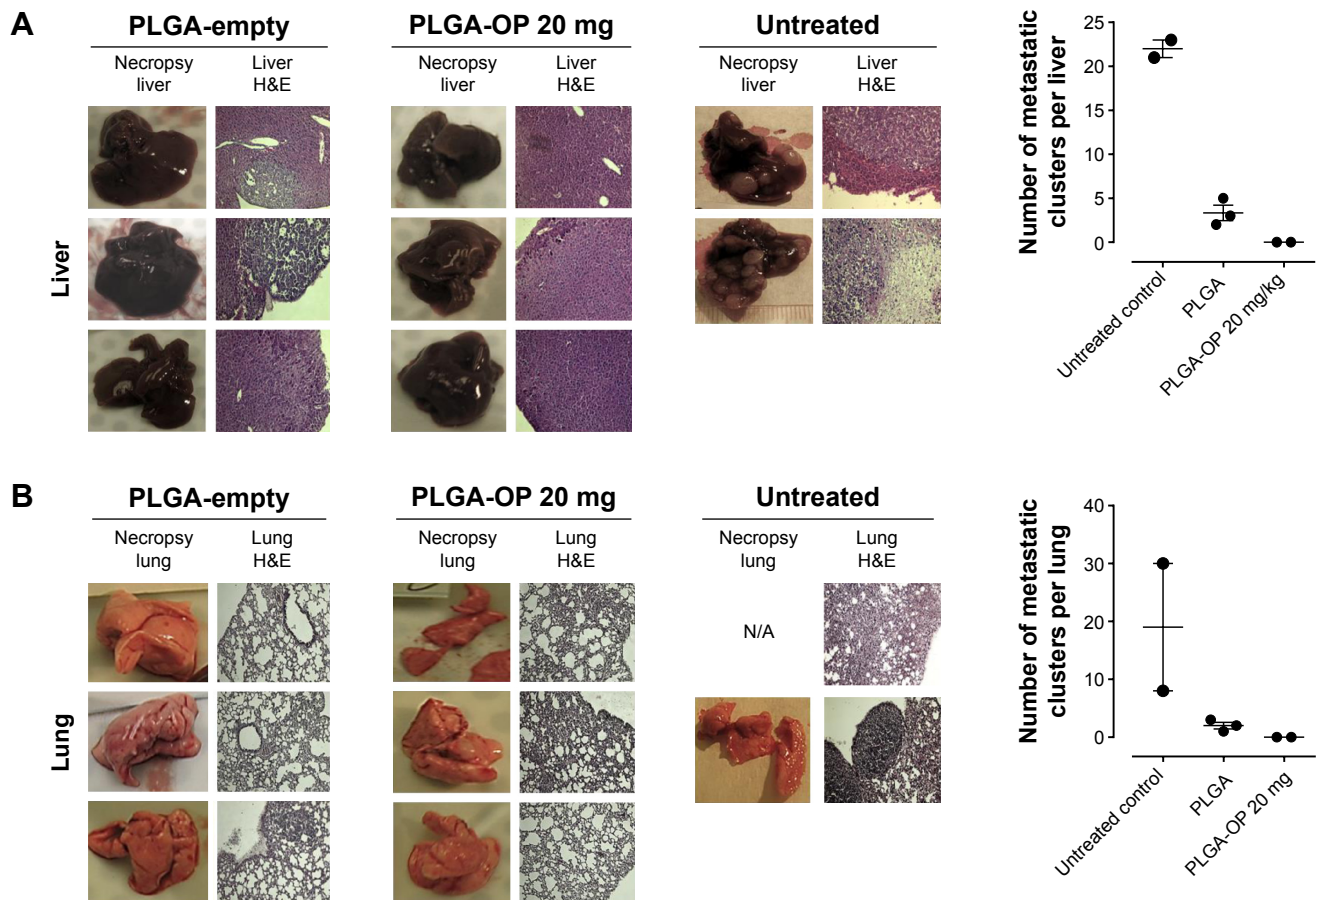 A
PLGA-empty
PLGA-OP 20 mg
Untreated
Necropsy
liver
Liver
H&E
Necropsy
liver
Liver
H&E
Necropsy
liver
Liver
H&E
Liver
Number of metastatic
clusters per liver
25
20
15
10
5
0
Untreated control
PLGA
PLGA-OP 20 mg/kg
B
PLGA-empty
PLGA-OP 20 mg
Untreated
Necropsy
lung
Lung
H&E
Necropsy
lung
Lung
H&E
Necropsy
lung
Lung
H&E
N/A
Lung
Number of metastatic
clusters per lung
40
30
20
10
0
Untreated control
PLGA
PLGA-OP 20 mg